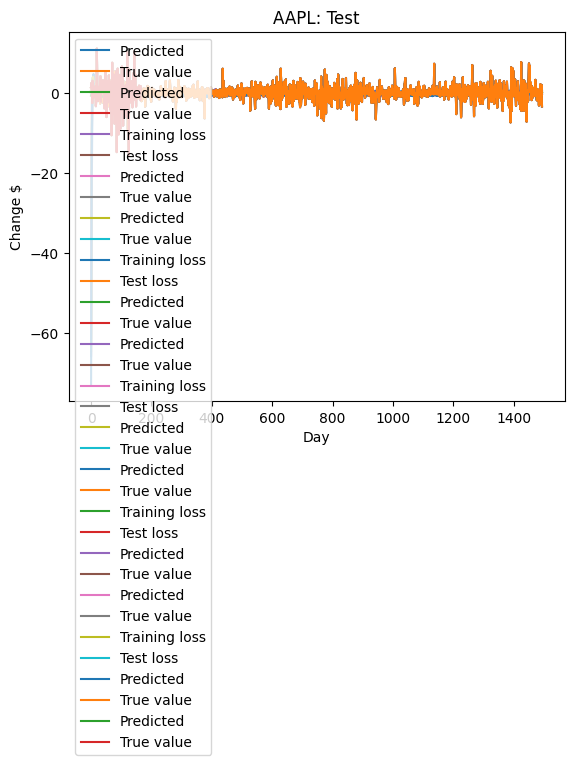 AAPL: Test
Predicted
True value
Predicted
True value
Training loss
Test loss
Predicted
True value
Predicted
True value
Training loss
Test loss
Predicted
True value
Predicted
True value
Training loss
Test loss
Predicted
True value
Predicted
True value
Training loss
Test loss
Predicted
True value
Predicted
True value
Training loss
Test loss
Predicted
True value
Predicted
True value
0
−20
−40
−60
Change $
0 200 400 600 800 1000 1200 1400
Day